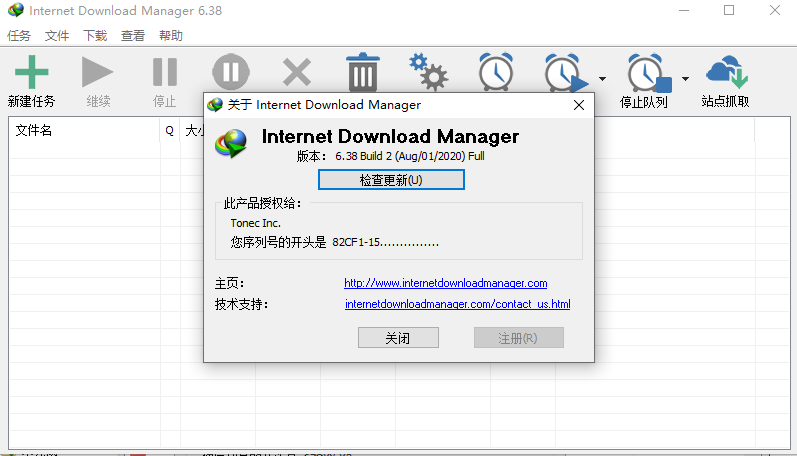 Internet Download Manager 6.38
任务 文件 下载 查看 帮助
新建任务 继续 停止 停止队列 站点抓取
关于 Internet Download Manager
文件名 Q 大小
Internet Download Manager
版本： 6.38 Build 2 (Aug/01/2020) Full
检查更新(U)
此产品授权给：
Tonec Inc.
您序列号的开头是 82CF1-15...............
主页： http://www.internetdownloadmanager.com
技术支持： internetdownloadmanager.com/contact_us.html
关闭 注册(R)